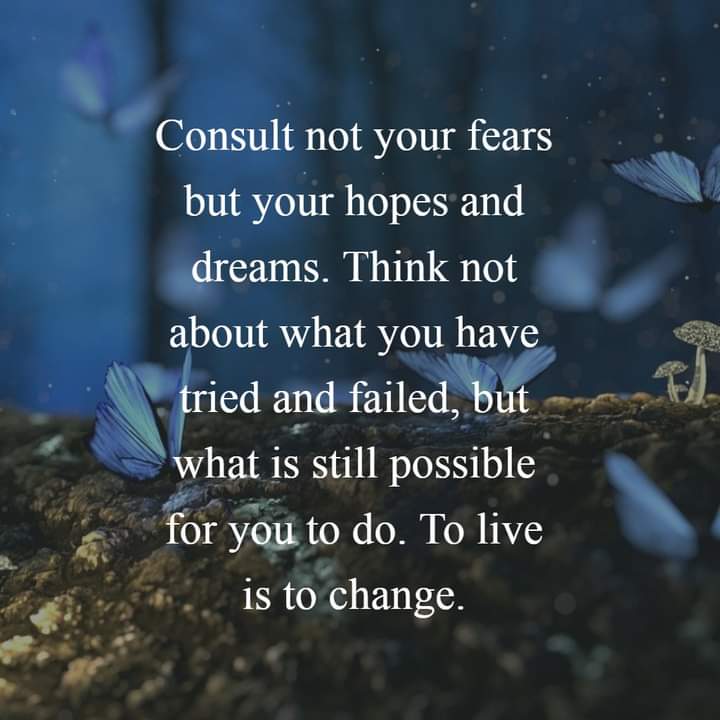 Consult not your fears
but your hopes and
dreams. Think not
about what you have
tried and failed, but
what is still possible
for you to do. To live
is to change.